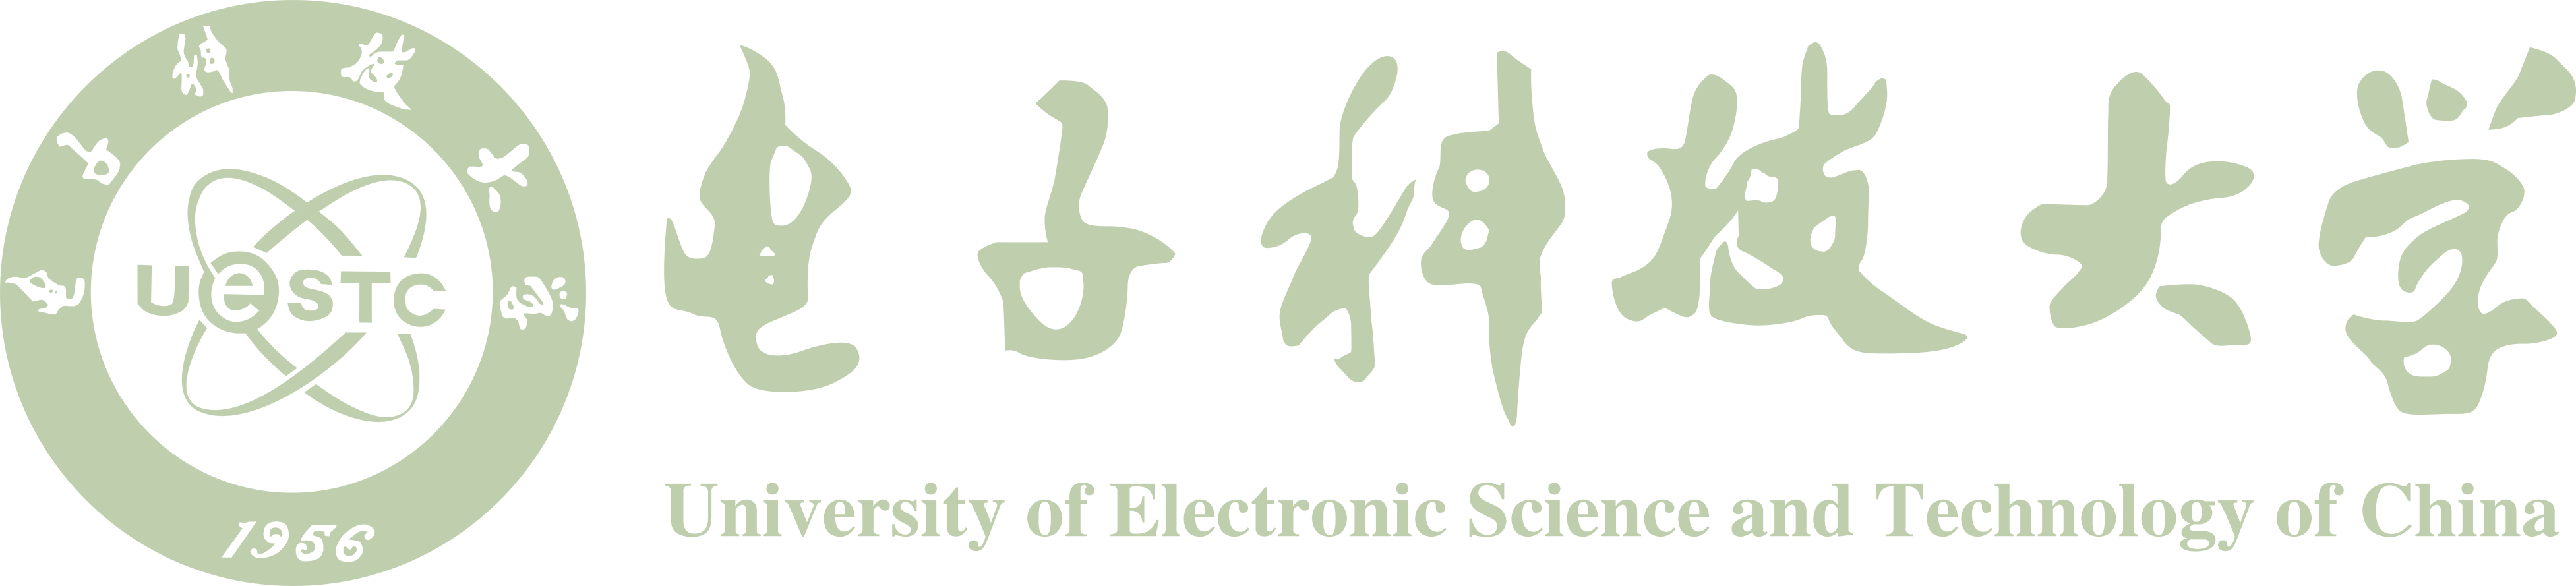 电子科技大学
UESTC
电子科技大学
1956
University of Electronic Science and Technology of China